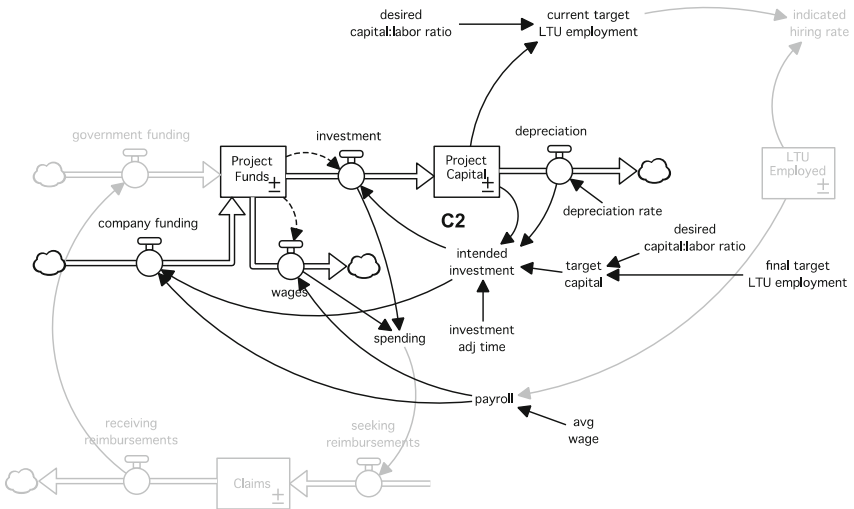 desired
capital:labor ratio
current target
LTU employment
indicated
hiring rate
government funding
investment
depreciation
Project
Funds
±
Project
Capital
±
LTU
Employed
±
depreciation rate
company funding
C2
desired
capital:labor ratio
intended
investment
target
capital
final target
LTU employment
wages
investment
adj time
spending
payroll
avg
wage
receiving
reimbursements
seeking
reimbursements
Claims
±